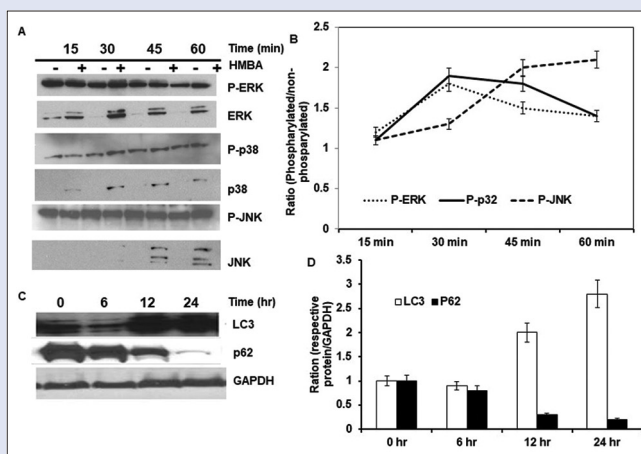 A
15 30 45 60 Time (min)
- + - + - + - + HMBA
P-ERK
ERK
P-p38
p38
P-JNK
JNK
B
Ratio (Phospharylated/non-
phosparylated)
2.5
2
1.5
1
0.5
0
P-ERK P-p32 P-JNK
15 min 30 min 45 min 60 min
C
0 6 12 24 Time (hr)
LC3
p62
GAPDH
D
Ration (respective
protein/GAPDH)
3.5
3
2.5
2
1.5
1
0.5
0
LC3 P62
0 hr 6 hr 12 hr 24 hr